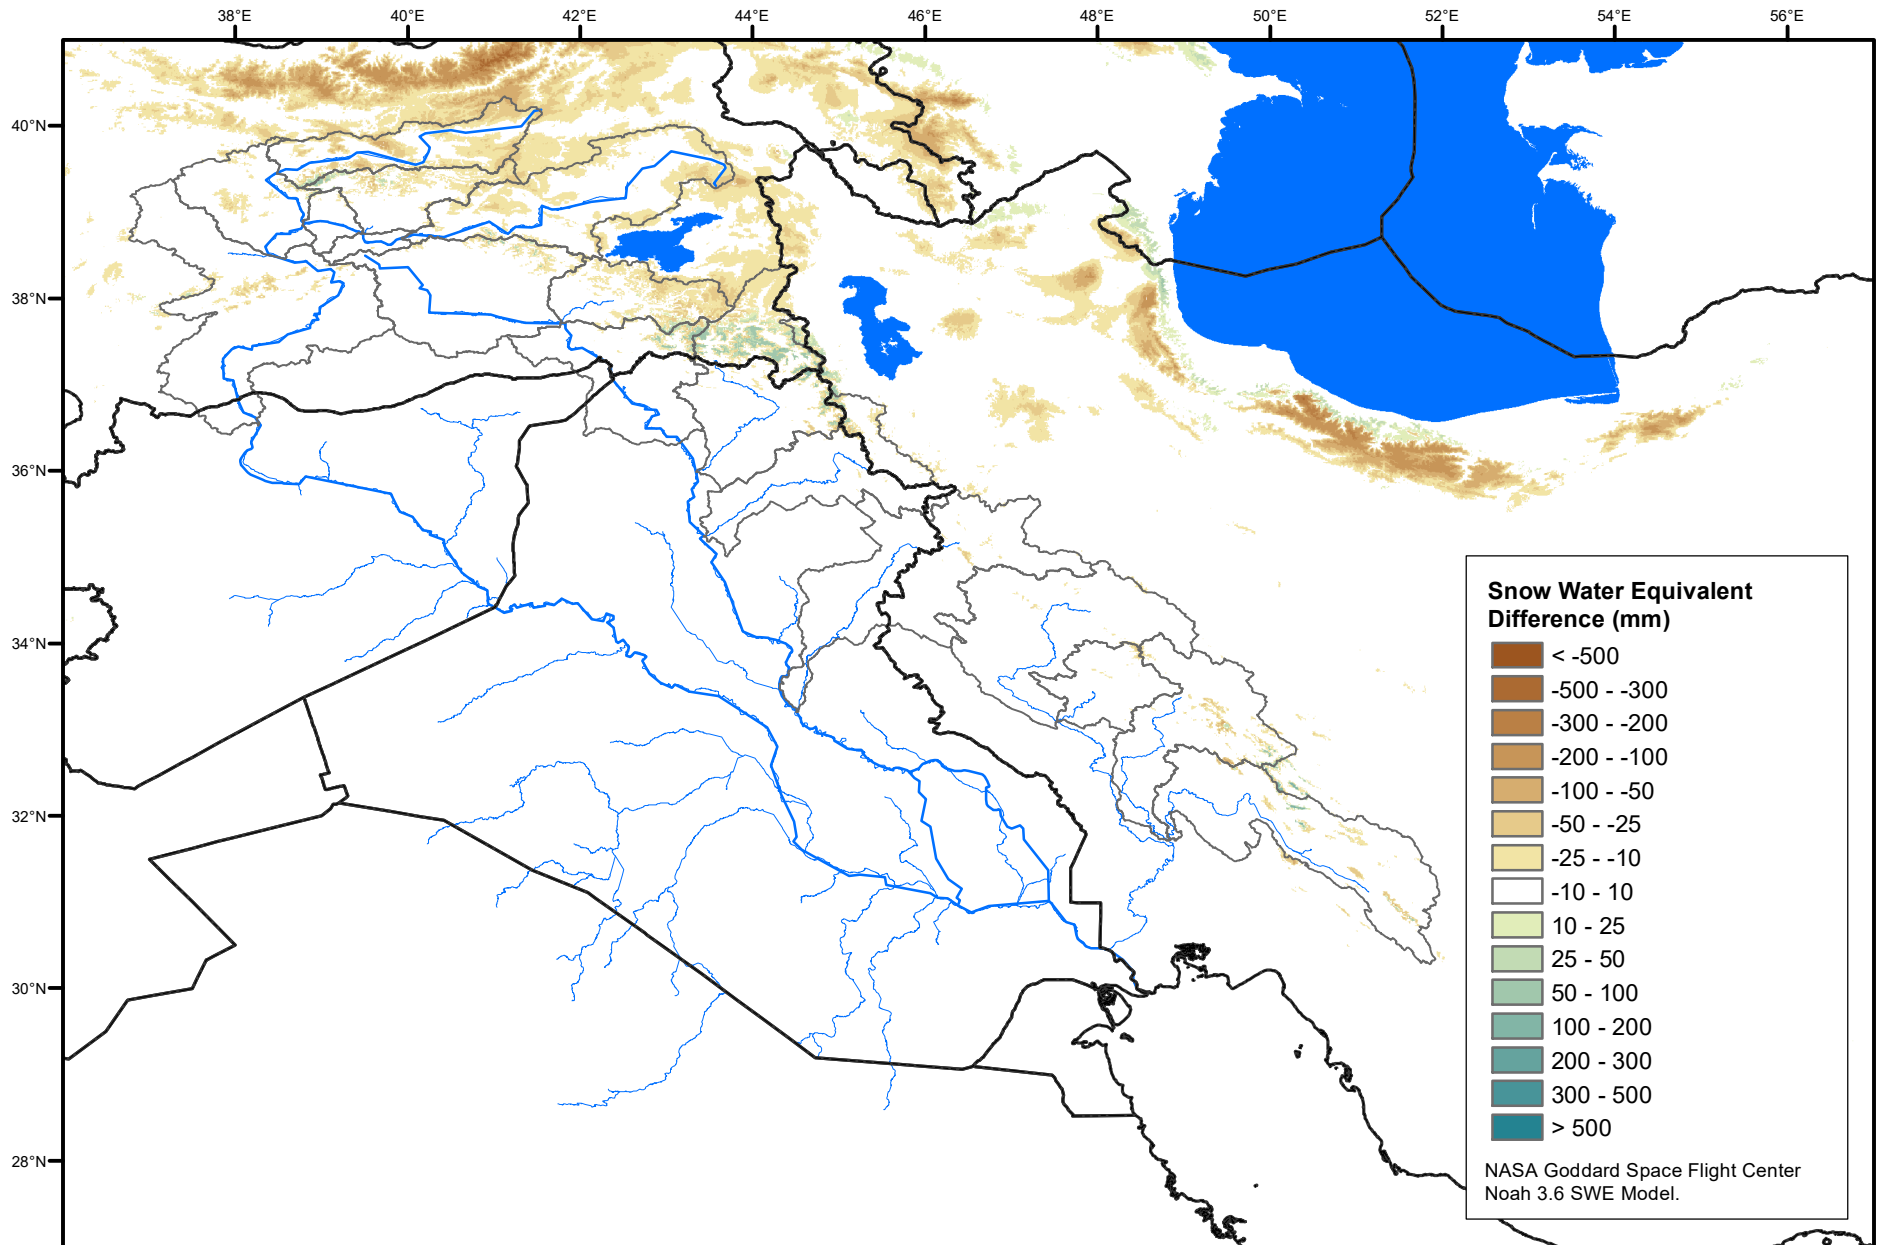 38°E 40°E 42°E 44°E 46°E 48°E 50°E 52°E 54°E 56°E
40°N
38°N
36°N
34°N
32°N
30°N
28°N
Snow Water Equivalent
Difference (mm)
< -500
-500 - -300
-300 - -200
-200 - -100
-100 - -50
-50 - -25
-25 - -10
-10 - 10
10 - 25
25 - 50
50 - 100
100 - 200
200 - 300
300 - 500
> 500
NASA Goddard Space Flight Center
Noah 3.6 SWE Model.